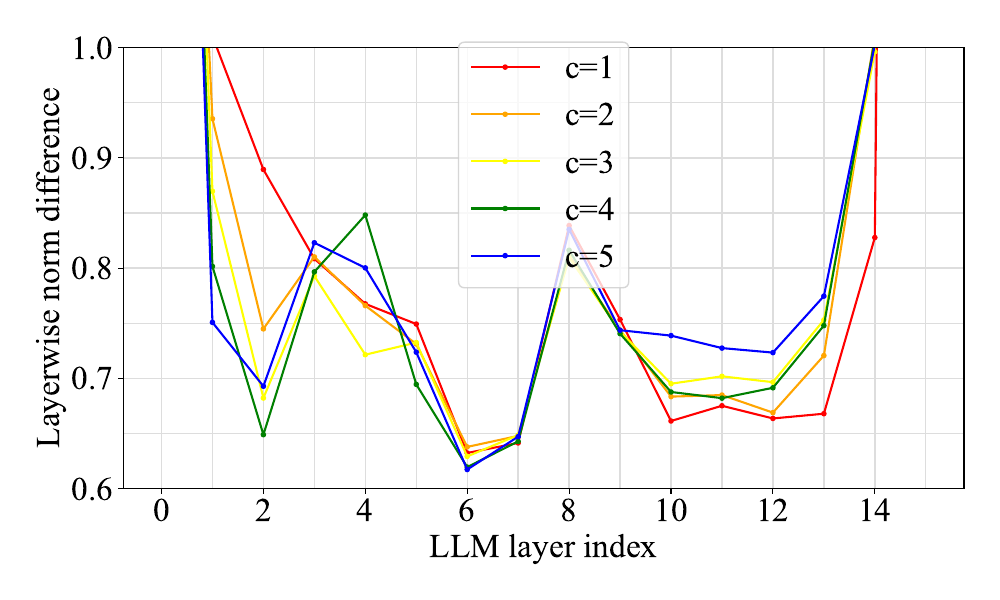 1.0
0.9
0.8
0.7
0.6
Layerwise norm difference
c=1
c=2
c=3
c=4
c=5
0 2 4 6 8 10 12 14
LLM layer index